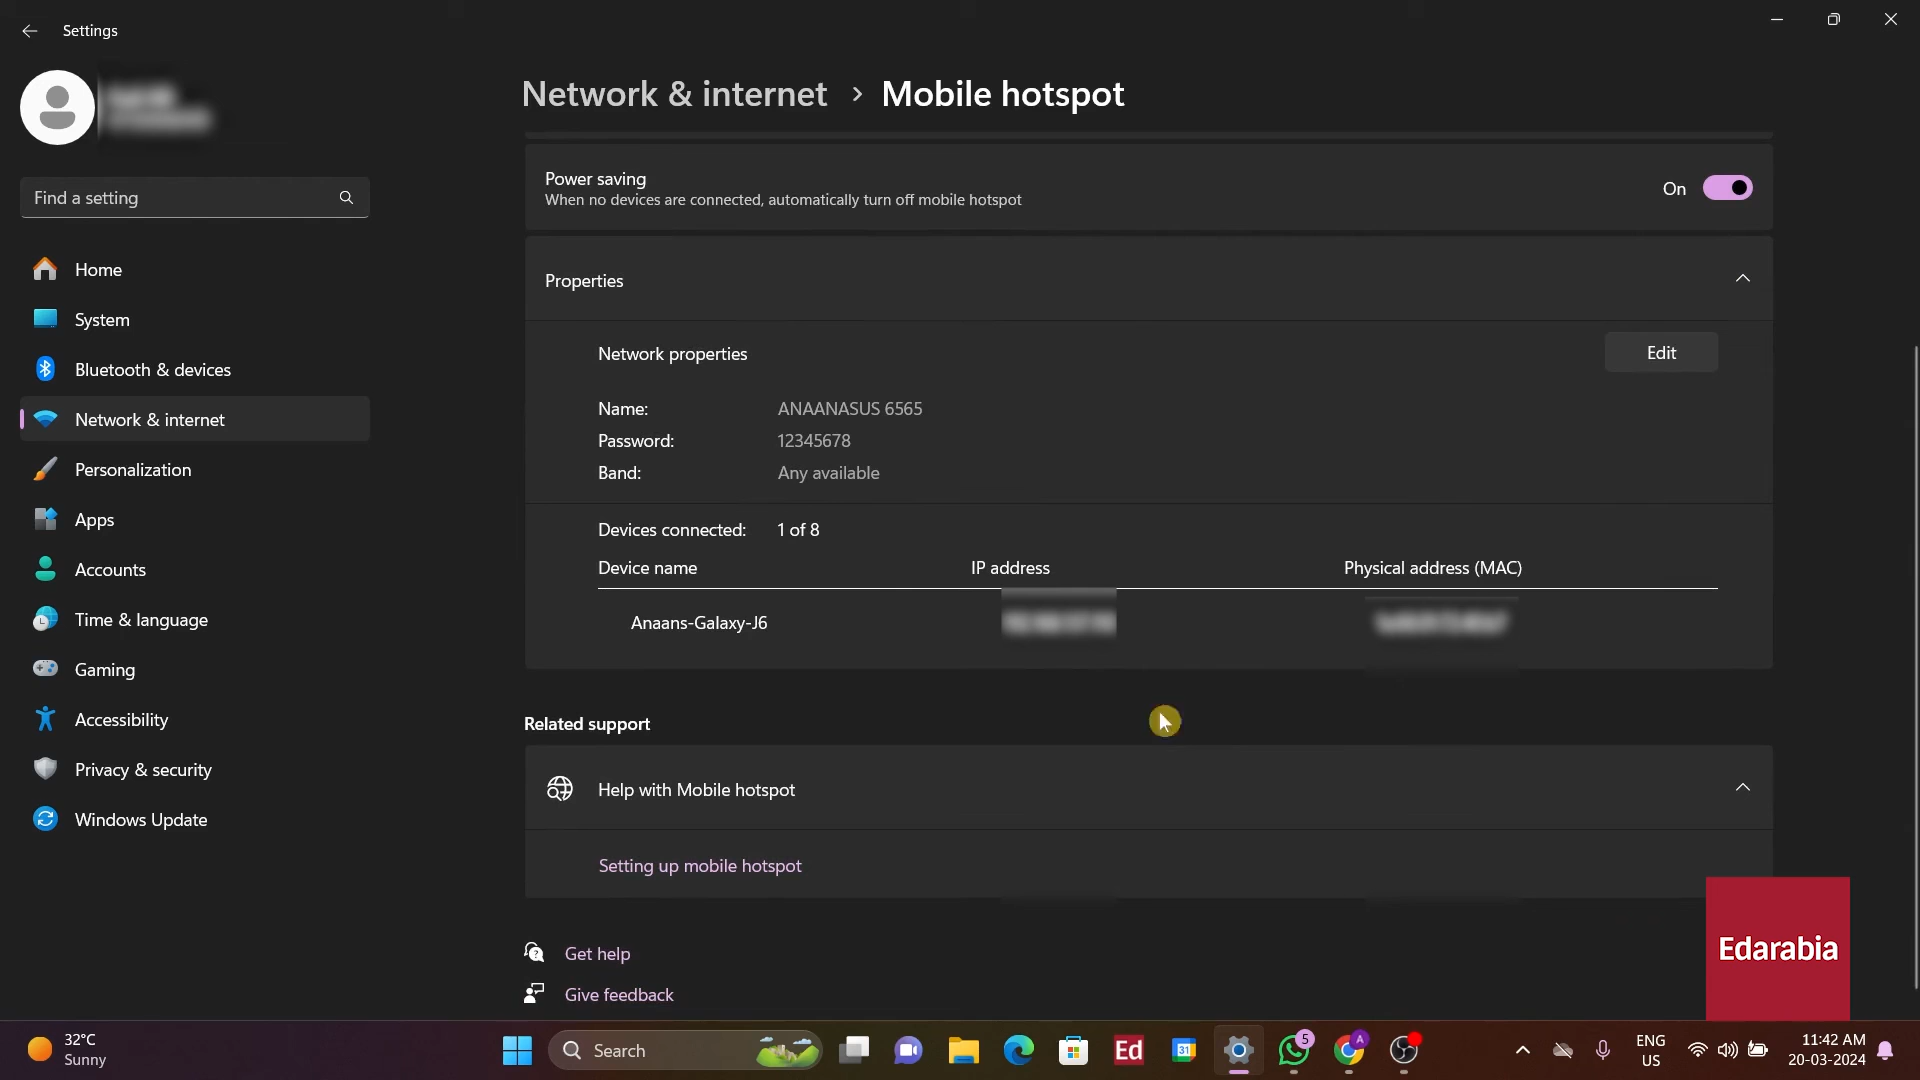 Settings
Network & internet > Mobile hotspot
Find a setting
Home
System
Bluetooth & devices
Network & internet
Personalization
Apps
Accounts
Time & language
Gaming
Accessibility
Privacy & security
Windows Update
Power saving
When no devices are connected, automatically turn off mobile hotspot
On
Properties
Network properties
Edit
Name: ANAANASUS 6565
Password: 12345678
Band: Any available
Devices connected: 1 of 8
Device name IP address Physical address (MAC)
Anaans-Galaxy-J6
Related support
Help with Mobile hotspot
Setting up mobile hotspot
Get help
Give feedback
Edarabia
32°C
Sunny
Search
Ed
31
5
A
ENG
US
11:42 AM
20-03-2024